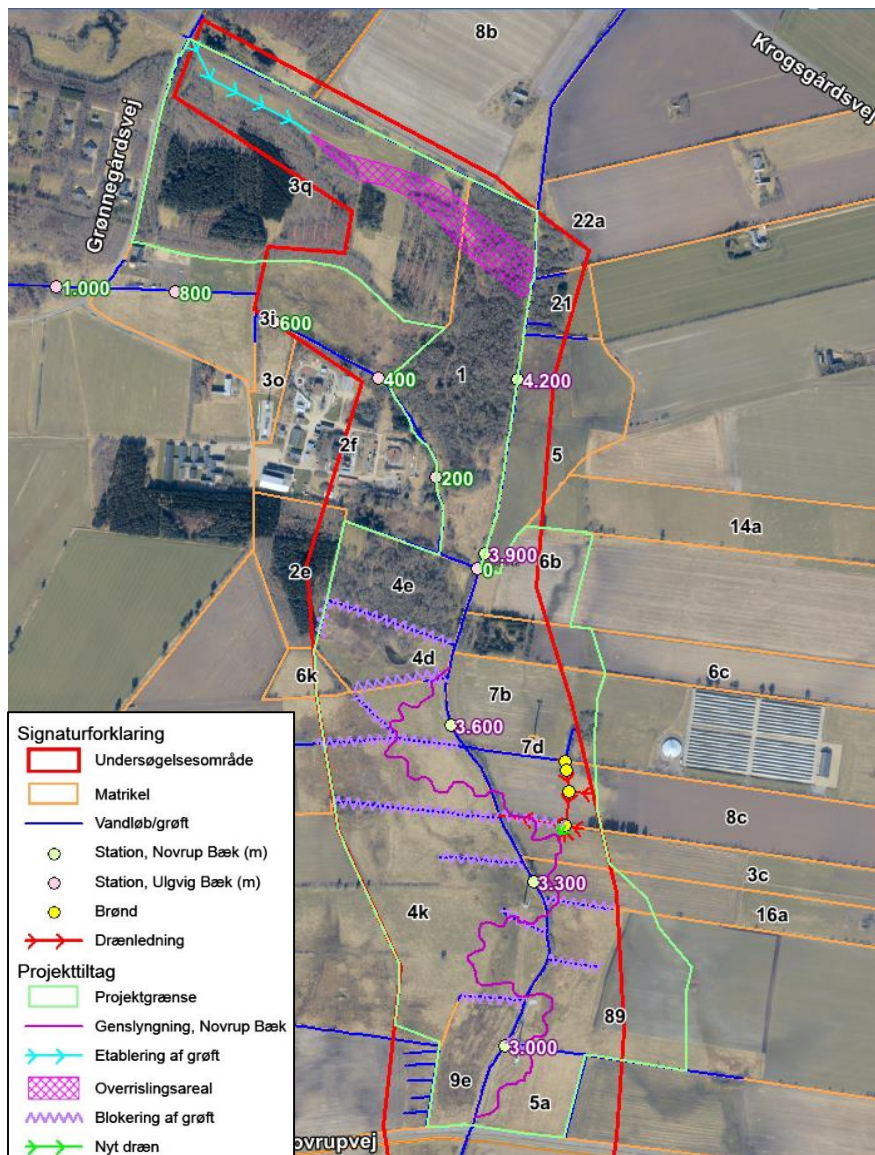 8b
Krogsgårdsvej
Grønnegårdsvej
3q
22a
1.000
800
21
3i
600
400
1
4.200
3o
2f
5
200
14a
3.900
0
6b
2e
4e
4d
6c
6k
7b
3.600
7d
8c
3c
3.300
16a
4k
89
3.000
9e
5a
ovrupvej
Signaturforklaring
Undersøgelsesområde
Matrikel
Vandløb/grøft
Station, Novrup Bæk (m)
Station, Ulgvig Bæk (m)
Brønd
Drænledning
Projekttiltag
Projektgrænse
Genslyngning, Novrup Bæk
Etablering af grøft
Overrislingsareal
Blokering af grøft
Nyt dræn